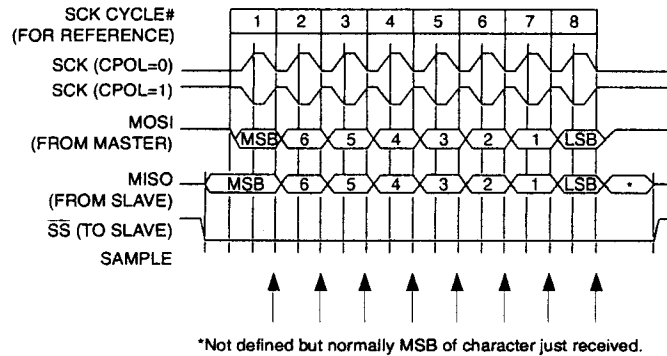 SCK CYCLE#
(FOR REFERENCE)
1 2 3 4 5 6 7 8
SCK (CPOL=0)
SCK (CPOL=1)
MOSI
(FROM MASTER)
MSB 6 5 4 3 2 1 LSB
MISO
(FROM SLAVE)
MSB 6 5 4 3 2 1 LSB *
SS (TO SLAVE)
SAMPLE
*Not defined but normally MSB of character just received.